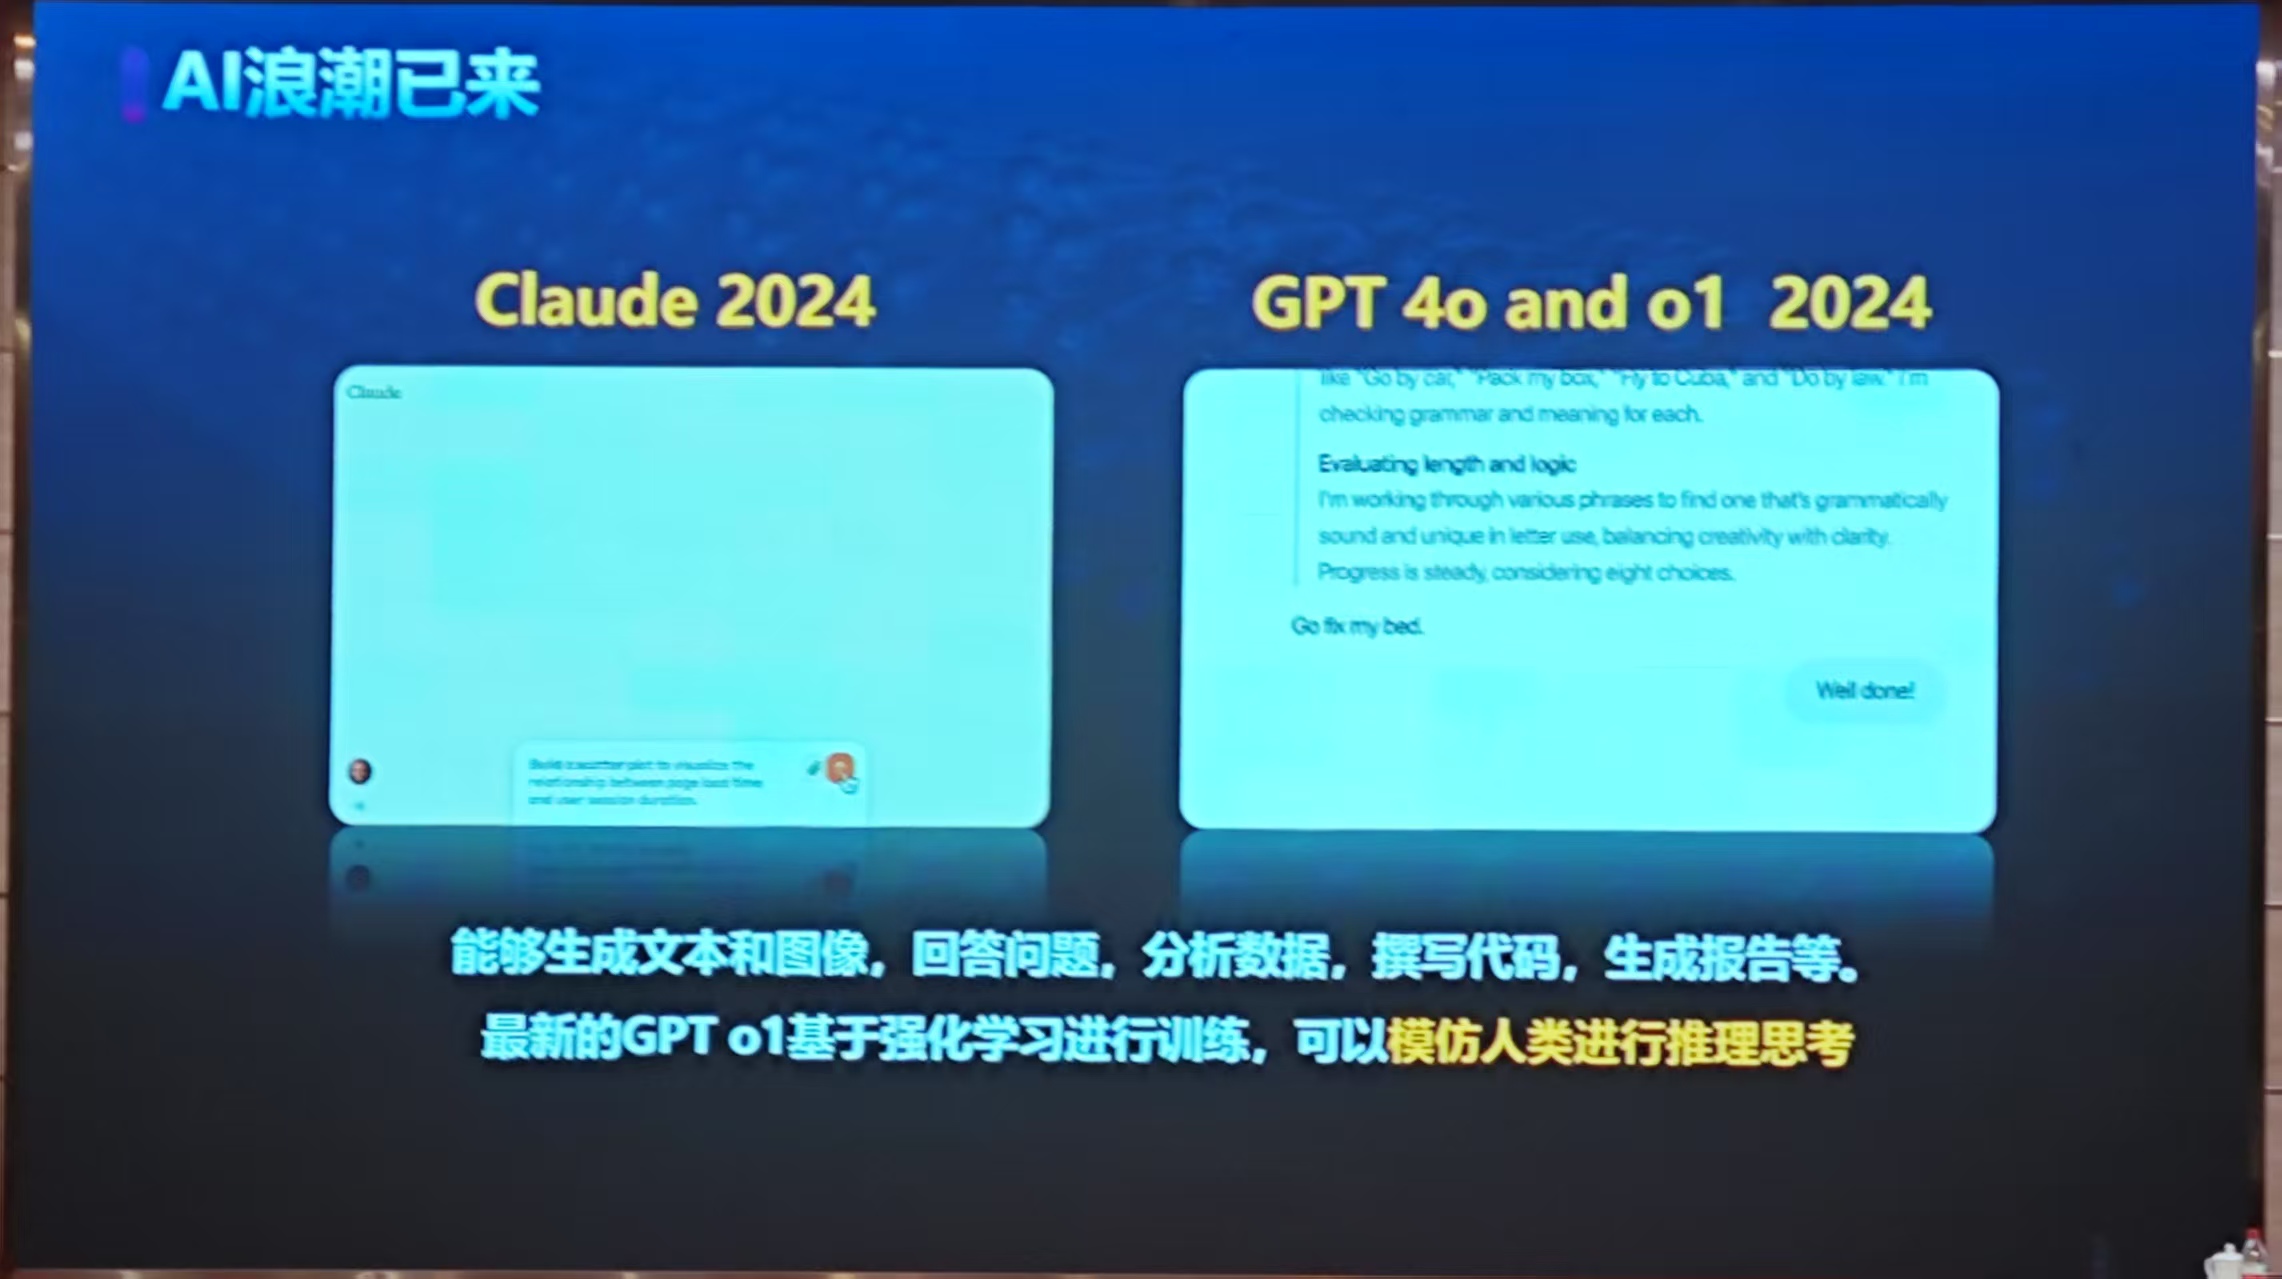 AI浪潮已来
Claude 2024
GPT 4o and o1 2024
Claude
Build a scatter plot to visualize the
relationship between page load time
and user session duration.
like "Go by car," "Pack my box," "Fly to Cuba," and "Do by law." I'm
checking grammar and meaning for each.
Evaluating length and logic
I'm working through various phrases to find one that's grammatically
sound and unique in letter use, balancing creativity with clarity.
Progress is steady, considering eight choices.
Go fix my bed.
Well done!
能够生成文本和图像，回答问题，分析数据，撰写代码，生成报告等。
最新的GPT o1基于强化学习进行训练，可以模仿人类进行推理思考